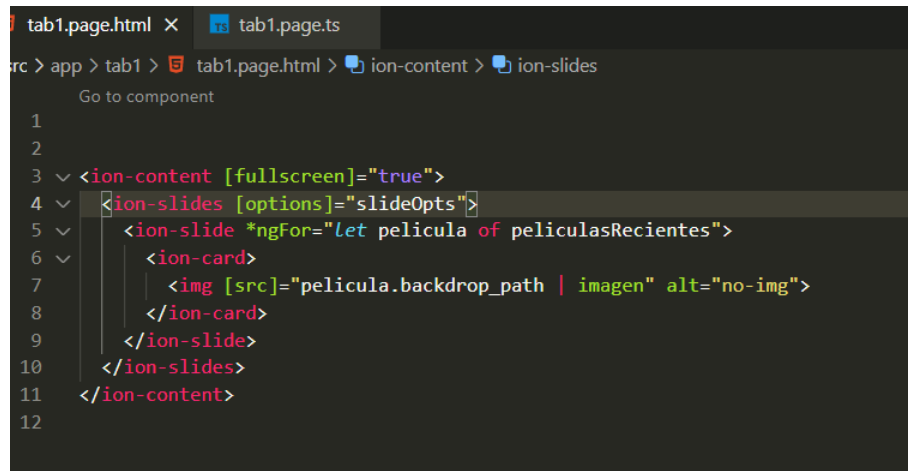 tab1.page.html × TS tab1.page.ts
src > app > tab1 > 5 tab1.page.html > ion-content > ion-slides
Go to component
1
2
3 <ion-content [fullscreen]="true">
4 <ion-slides [options]="slideOpts">
5 <ion-slide *ngFor="let pelicula of peliculasRecientes">
6 <ion-card>
7 <img [src]="pelicula.backdrop_path | imagen" alt="no-img">
8 </ion-card>
9 </ion-slide>
10 </ion-slides>
11 </ion-content>
12